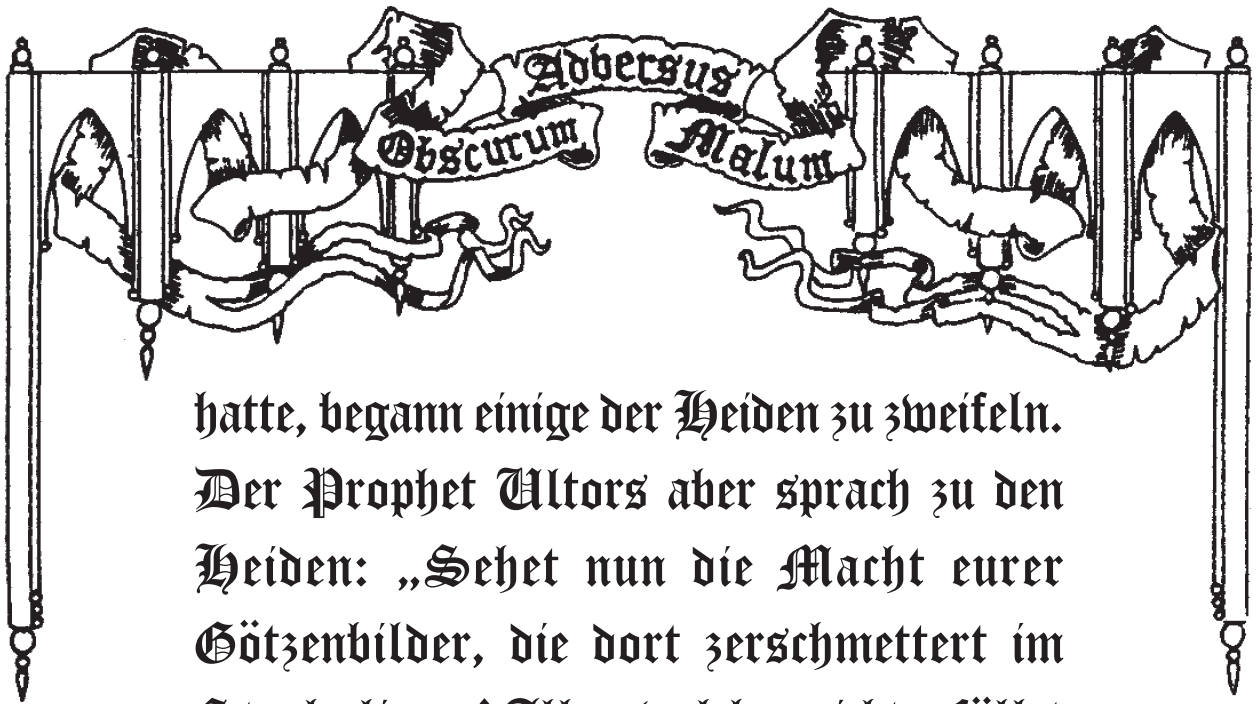 Adversus
Obscurum Malum
hatte, begann einige der Heiden zu zweifeln.
Der Prophet Ultors aber sprach zu den
Heiden: „Sehet nun die Macht eurer
Götzenbilder, die dort zerschmettert im